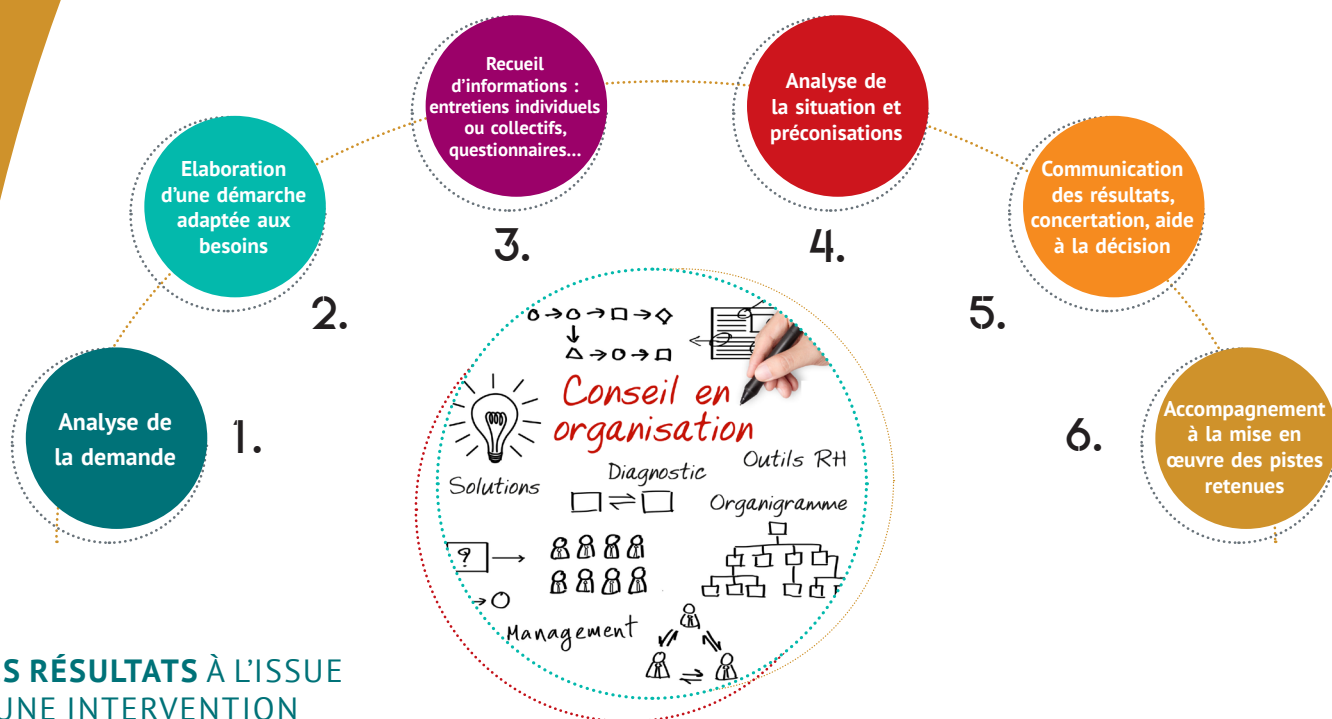 Analyse de
la demande
1.
Elaboration
d'une démarche
adaptée aux
besoins
2.
Recueil
d'informations :
entretiens individuels
ou collectifs,
questionnaires...
3.
Analyse de
la situation et
préconisations
4.
Communication
des résultats,
concertation, aide
à la décision
5.
Accompagnement
à la mise en
œuvre des pistes
retenues
6.
Conseil en
organisation
Solutions
Diagnostic
Outils RH
Organigramme
?
Management
S RÉSULTATS À L'ISSUE
UNE INTERVENTION